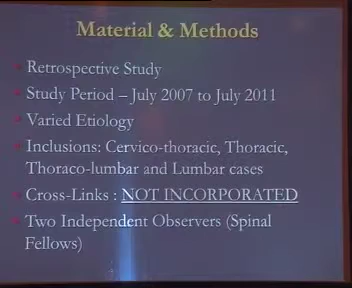 Material & Methods
Retrospective Study
Study Period – July 2007 to July 2011
Varied Etiology
Inclusions: Cervico-thoracic, Thoracic,
Thoraco-lumbar and Lumbar cases
Cross-Links : NOT INCORPORATED
Two Independent Observers (Spinal
Fellows)